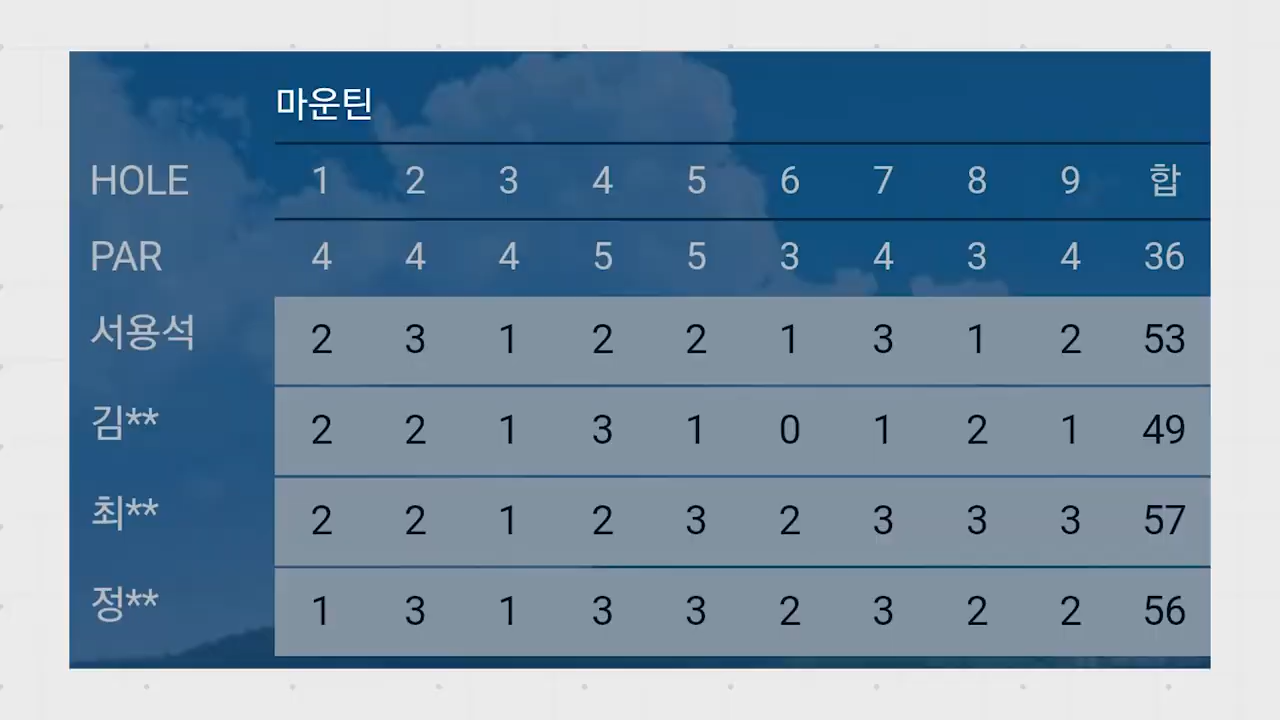 마운틴
HOLE 1 2 3 4 5 6 7 8 9 합
PAR 4 4 4 5 5 3 4 3 4 36
서용석 2 3 1 2 2 1 3 1 2 53
김** 2 2 1 3 1 0 1 2 1 49
최** 2 2 1 2 3 2 3 3 3 57
정** 1 3 1 3 3 2 3 2 2 56